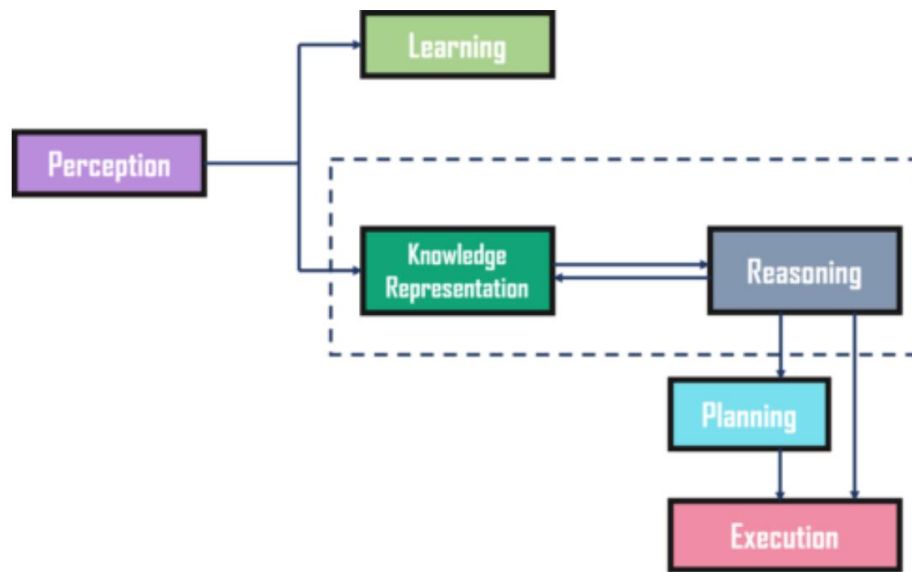 Learning
Perception
Knowledge
Representation
Reasoning
Planning
Execution